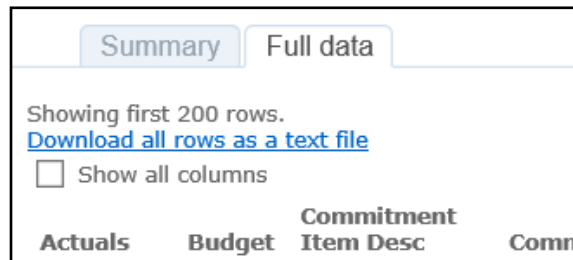 Summary Full data
Showing first 200 rows.
Download all rows as a text file
Show all columns
Commitment
Actuals Budget Item Desc